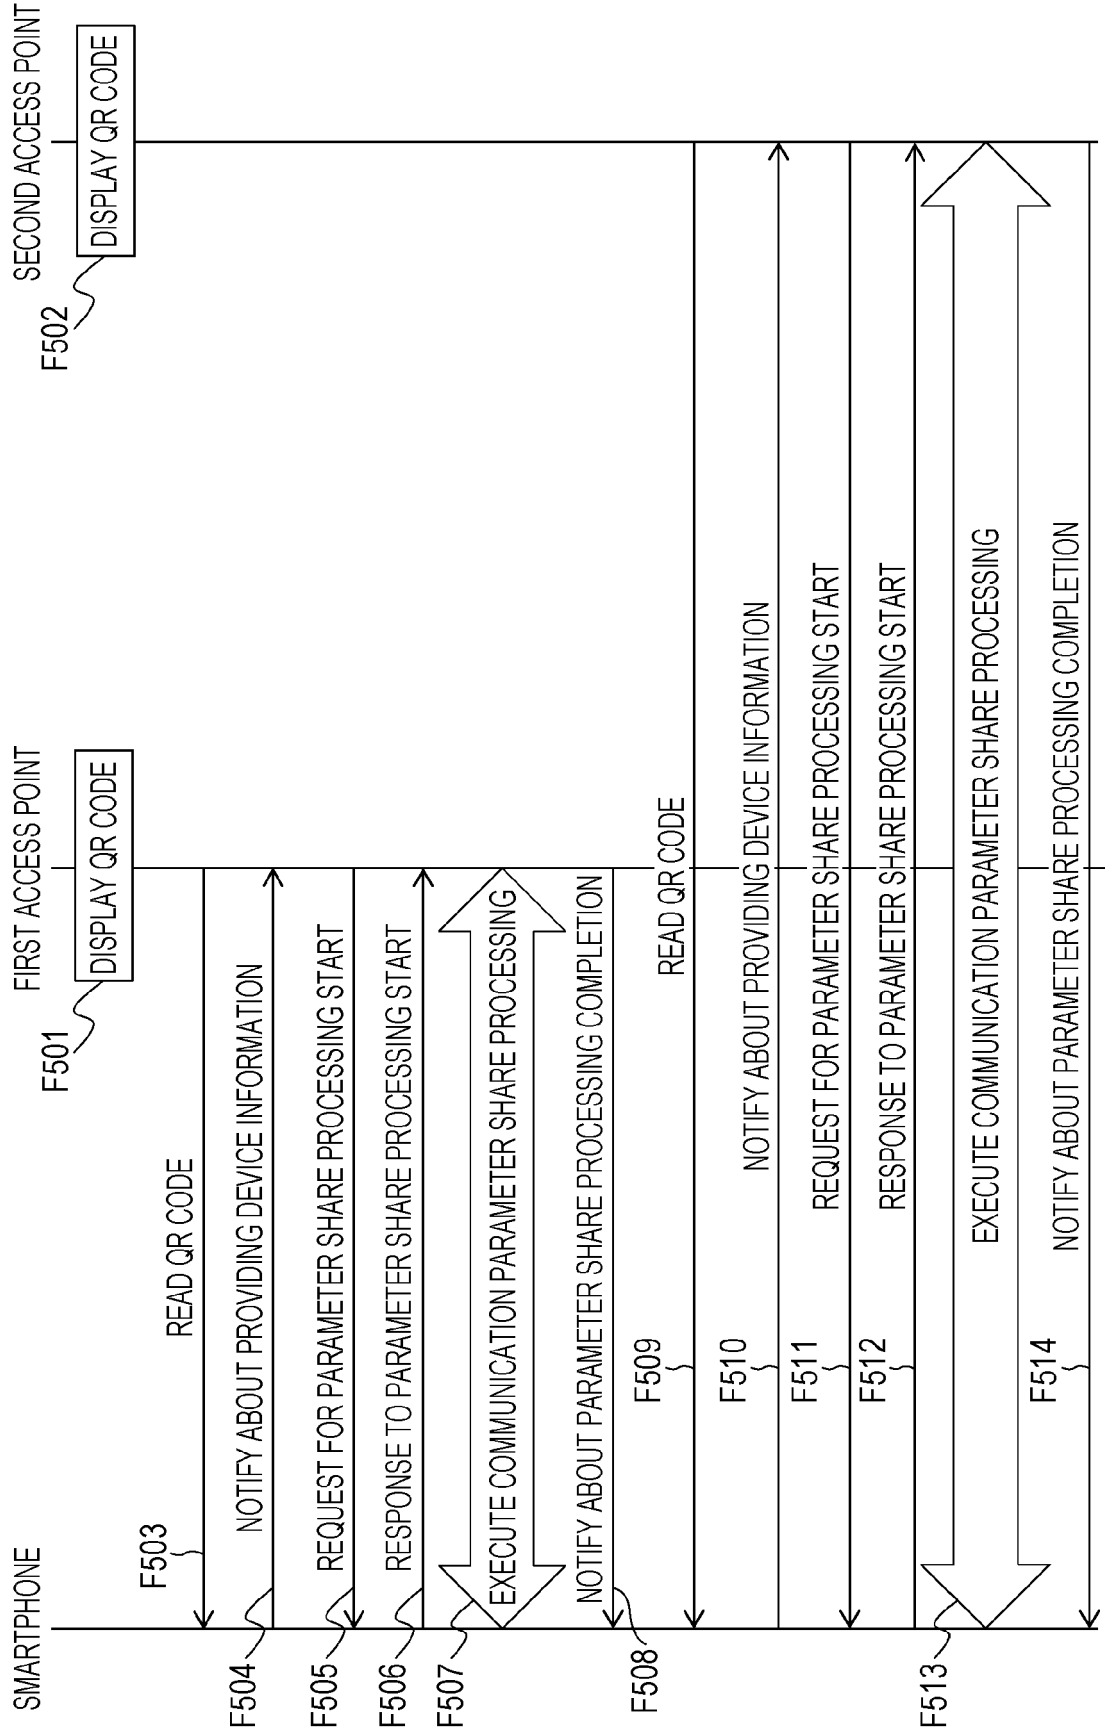 SMARTPHONE
FIRST ACCESS POINT
SECOND ACCESS POINT
F501
DISPLAY QR CODE
F502
DISPLAY QR CODE
F503
READ QR CODE
F504
NOTIFY ABOUT PROVIDING DEVICE INFORMATION
F505
REQUEST FOR PARAMETER SHARE PROCESSING START
F506
RESPONSE TO PARAMETER SHARE PROCESSING START
F507
EXECUTE COMMUNICATION PARAMETER SHARE PROCESSING
F508
NOTIFY ABOUT PARAMETER SHARE PROCESSING COMPLETION
F509
READ QR CODE
F510
NOTIFY ABOUT PROVIDING DEVICE INFORMATION
F511
REQUEST FOR PARAMETER SHARE PROCESSING START
F512
RESPONSE TO PARAMETER SHARE PROCESSING START
F513
EXECUTE COMMUNICATION PARAMETER SHARE PROCESSING
F514
NOTIFY ABOUT PARAMETER SHARE PROCESSING COMPLETION